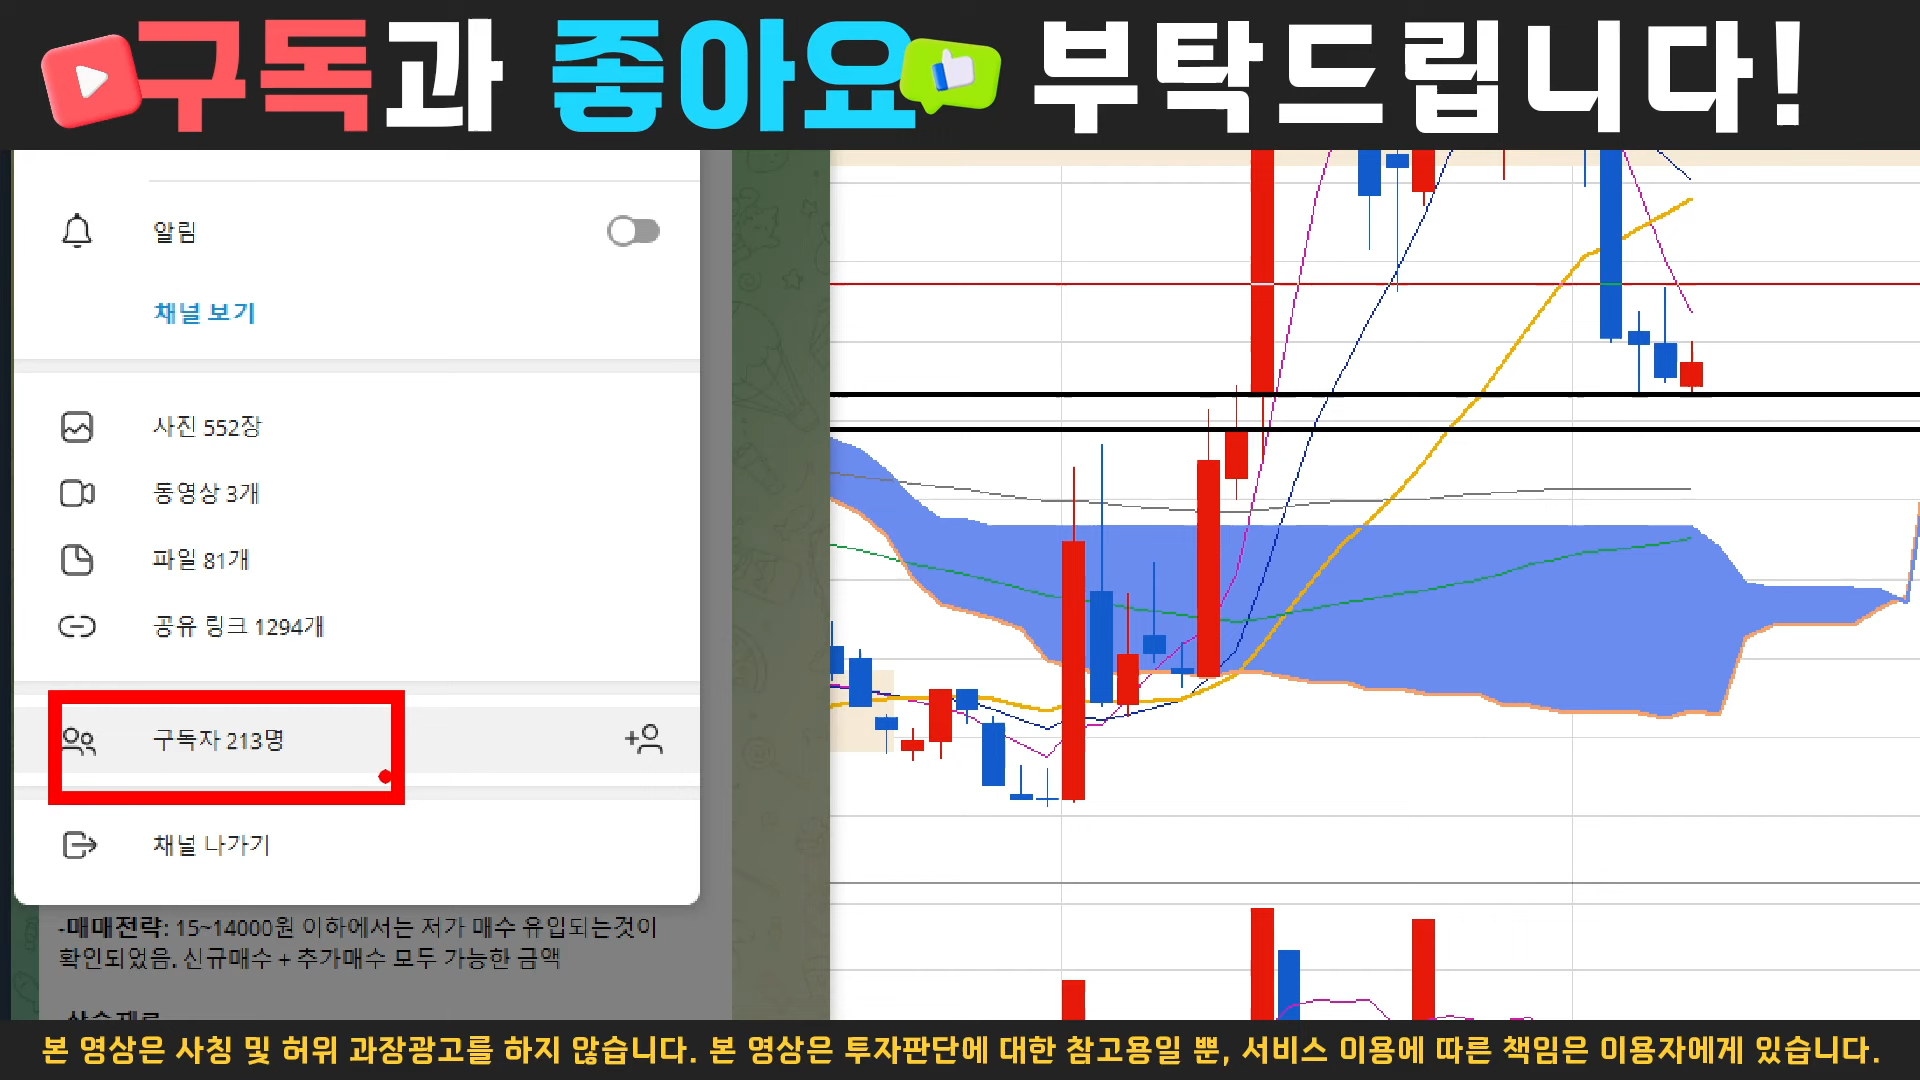 구독과 좋아요 부탁드립니다!
알림
채널 보기
사진 552장
동영상 3개
파일 81개
공유 링크 1294개
구독자 213명
채널 나가기
-매매전략: 15~14000원 이하에서는 저가 매수 유입되는것이
확인되었음. 신규매수 + 추가매수 모두 가능한 금액
본 영상은 사칭 및 허위 과장광고를 하지 않습니다. 본 영상은 투자판단에 대한 참고용일 뿐, 서비스 이용에 따른 책임은 이용자에게 있습니다.